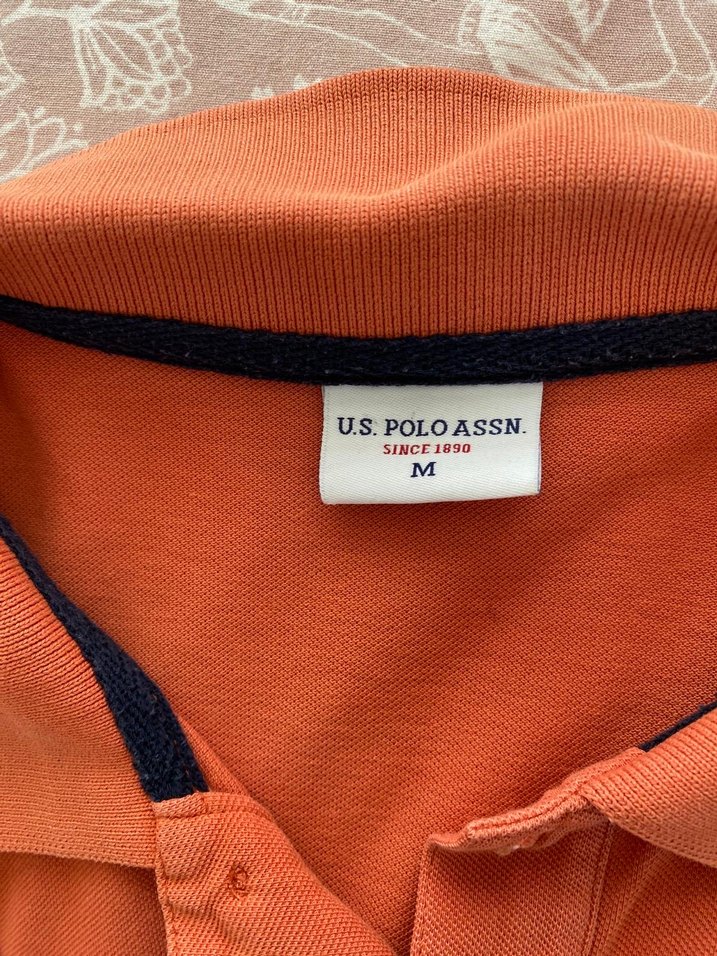 U.S. POLO ASSN.
SINCE 1890
M